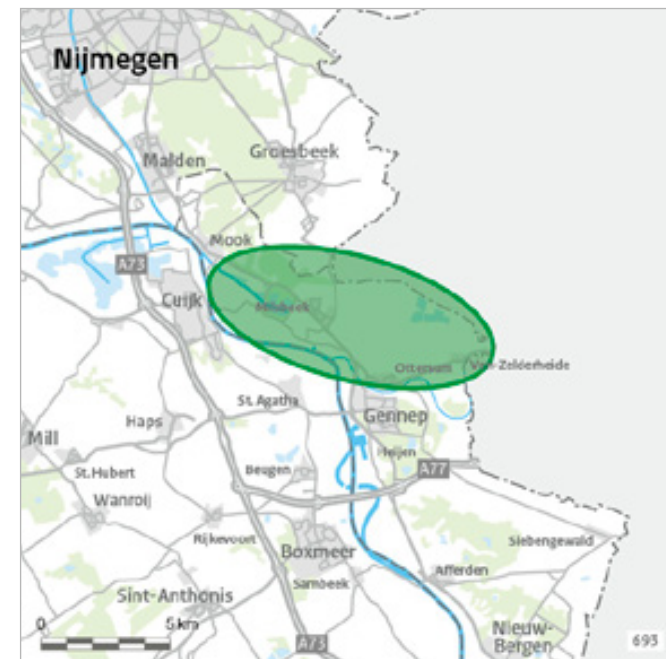 Nijmegen
Malden
Groesbeek
Mook
A73
Cuijk
Milsbeek
Ottersum
Ven-Zelderheide
St. Agatha
Gennep
Haps
Heijen
Mill
St. Hubert
Beugen
A77
Wanroij
Rijkevoort
Boxmeer
Siebengewald
Sambeek
Afferden
Sint-Anthonis
0
5 km
A73
Nieuw-
Bergen
693